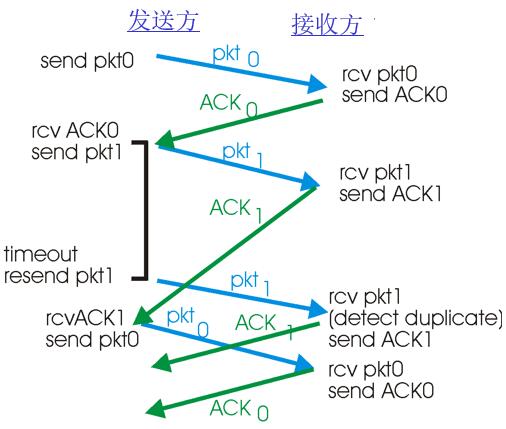 发送方 接收方
send pkt0
pkt 0
rcv pkt0
send ACK0
ACK 0
rcv ACK0
send pkt1
pkt 1
rcv pkt1
send ACK1
ACK 1
timeout
resend pkt1
pkt 1
rcv pkt1
(detect duplicate)
send ACK1
rcvACK1
send pkt0
pkt 0
ACK 1
rcv pkt0
send ACK0
ACK 0